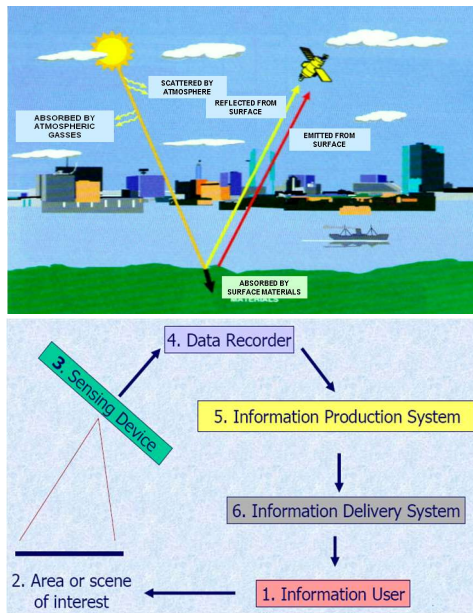 SCATTERED BY
ATMOSPHERE
REFLECTED FROM
SURFACE
ABSORBED BY
ATMOSPHERIC
GASSES
EMITTED FROM
SURFACE
ABSORBED BY
SURFACE MATERIALS
MATERIALS
4. Data Recorder
3. Sensing Device
5. Information Production System
6. Information Delivery System
2. Area or scene
of interest
1. Information User